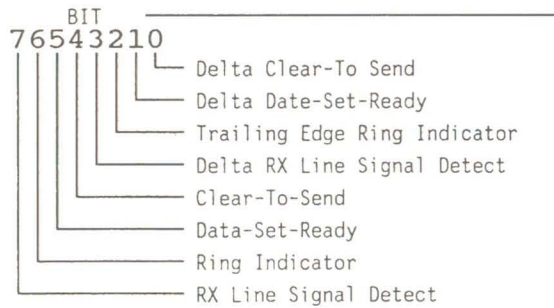 BIT
76543210
Delta Clear-To Send
Delta Date-Set-Ready
Trailing Edge Ring Indicator
Delta RX Line Signal Detect
Clear-To-Send
Data-Set-Ready
Ring Indicator
RX Line Signal Detect